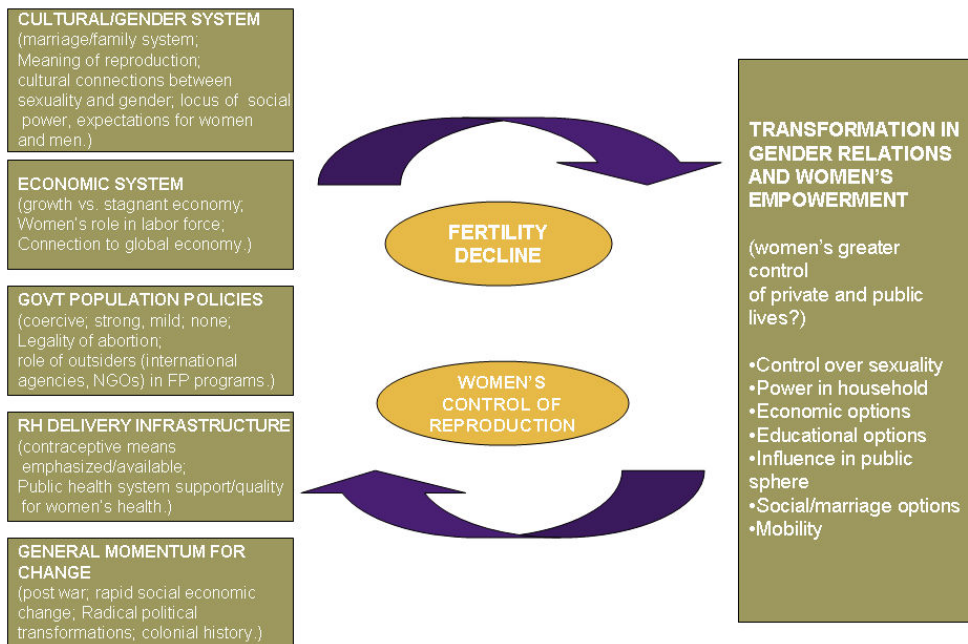 CULTURAL/GENDER SYSTEM
(marriage/family system;
Meaning of reproduction;
cultural connections between
sexuality and gender; locus of social
power, expectations for women
and men.)
ECONOMIC SYSTEM
(growth vs. stagnant economy;
Women's role in labor force;
Connection to global economy.)
GOVT POPULATION POLICIES
(coercive; strong, mild; none;
Legality of abortion;
role of outsiders (international
agencies, NGOs) in FP programs.)
RH DELIVERY INFRASTRUCTURE
(contraceptive means
emphasized/available;
Public health system support/quality
for women's health.)
GENERAL MOMENTUM FOR
CHANGE
(post war; rapid social economic
change; Radical political
transformations; colonial history.)
FERTILITY
DECLINE
WOMEN'S
CONTROL OF
REPRODUCTION
TRANSFORMATION IN
GENDER RELATIONS
AND WOMEN'S
EMPOWERMENT
(women's greater
control
of private and public
lives?)
•Control over sexuality
•Power in household
•Economic options
•Educational options
•Influence in public
sphere
•Social/marriage options
•Mobility